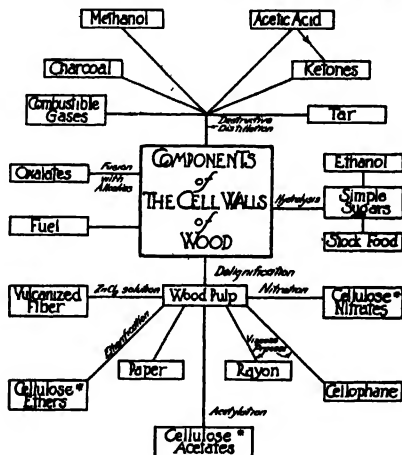 Methanol
Acetic Acid
Charcoal
Ketones
Combustible
Gases
Tar
Destructive
Distillation
Components
of
The Cell Walls
of
Wood
Oxalates
Fusion
with
Alkalies
Fuel
Hydrolysis
Ethanol
Simple
Sugars
Stock Food
Delignification
Vulcanized
Fiber
ZnCl2 solution
Wood Pulp
Nitration
Cellulose *
Nitrates
Etherification
Viscose
Process
Paper
Rayon
Cellulose *
Ethers
Cellophane
Acetylation
Cellulose *
Acetates